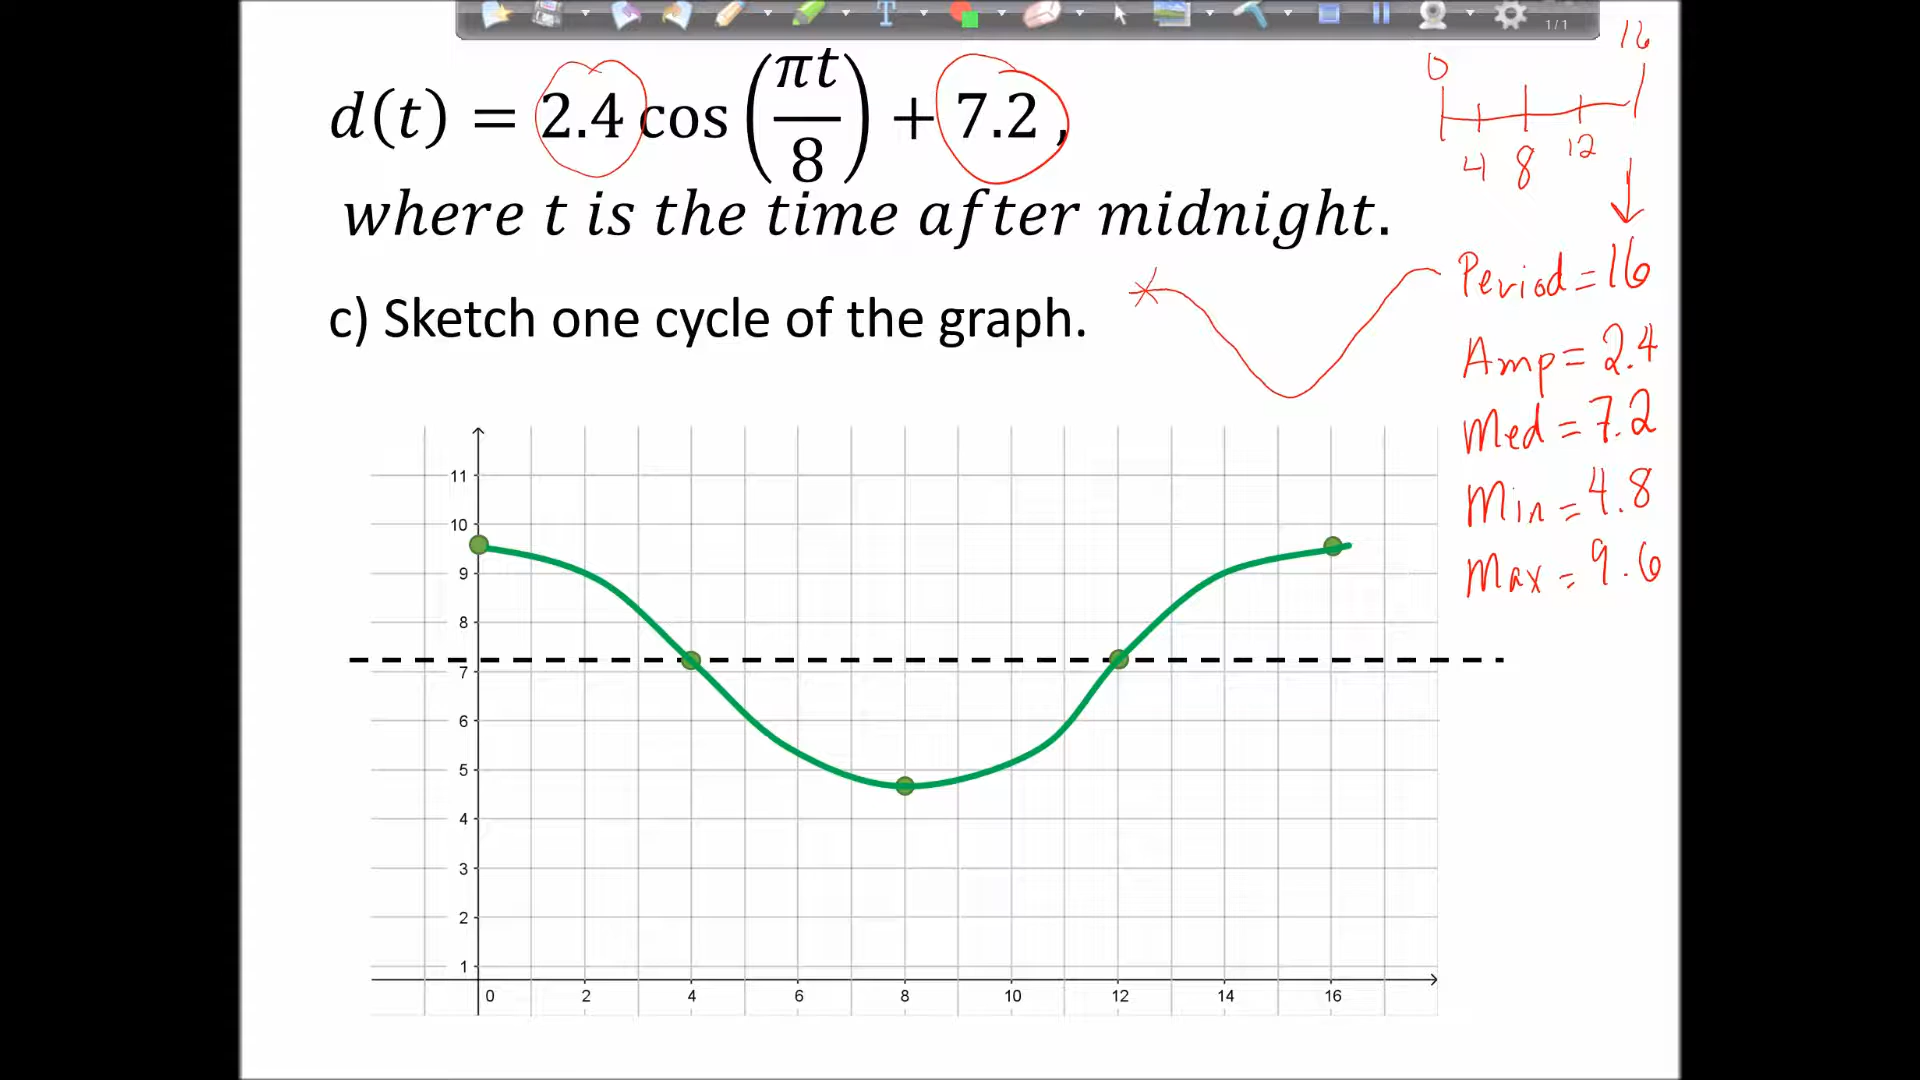 1/1
d(t) = 2.4 cos(πt/8) + 7.2 ,
where t is the time after midnight.
c) Sketch one cycle of the graph.
0 16
4 8 12
Period = 16
Amp = 2.4
Med = 7.2
Min = 4.8
Max = 9.6
11
10
9
8
7
6
5
4
3
2
1
0 2 4 6 8 10 12 14 16